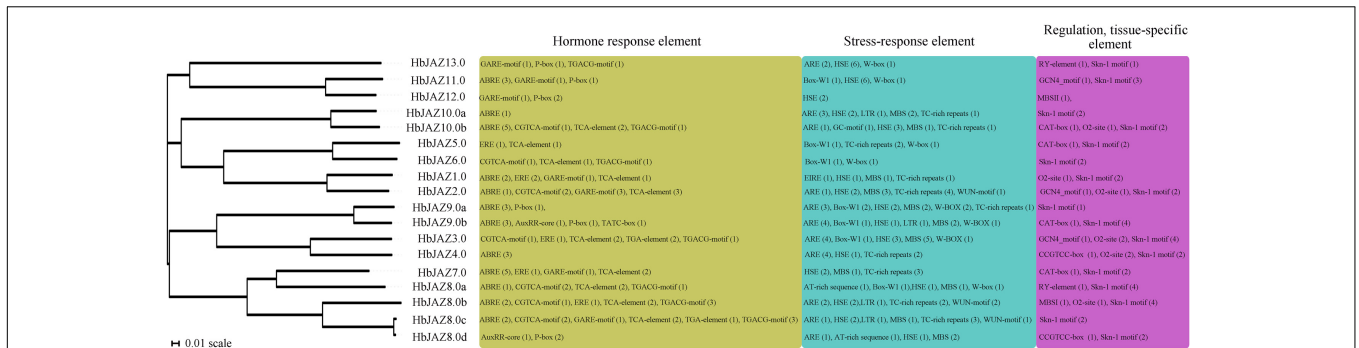 Hormone response element Stress-response element Regulation, tissue-specific
element
HbJAZ13.0 GARE-motif (1), P-box (1), TGACG-motif (1) ARE (2), HSE (6), W-box (1) RY-element (1), Skn-1 motif (1)
HbJAZ11.0 ABRE (3), GARE-motif (1), P-box (1) Box-W1 (1), HSE (6), W-box (1) GCN4_motif (1), Skn-1 motif (3)
HbJAZ12.0 GARE-motif (1), P-box (2) HSE (2) MBSII (1),
HbJAZ10.0a ABRE (1) ARE (3), HSE (2), LTR (1), MBS (2), TC-rich repeats (1) Skn-1 motif (2)
HbJAZ10.0b ABRE (5), CGTCA-motif (1), TCA-element (2), TGACG-motif (1) ARE (1), GC-motif (1), HSE (3), MBS (1), TC-rich repeats (1) CAT-box (1), O2-site (1), Skn-1 motif (2)
HbJAZ5.0 ERE (1), TCA-element (1) Box-W1 (1), TC-rich repeats (2), W-box (1) CAT-box (1), Skn-1 motif (2)
HbJAZ6.0 CGTCA-motif (1), TCA-element (1), TGACG-motif (1) Box-W1 (1), W-box (1) Skn-1 motif (2)
HbJAZ1.0 ABRE (2), ERE (2), GARE-motif (1), TCA-element (1) EIRE (1), HSE (1), MBS (1), TC-rich repeats (1) O2-site (1), Skn-1 motif (2)
HbJAZ2.0 ABRE (1), CGTCA-motif (2), GARE-motif (3), TCA-element (3) ARE (1), HSE (2), MBS (3), TC-rich repeats (4), WUN-motif (1) GCN4_motif (1), O2-site (1), Skn-1 motif (2)
HbJAZ9.0a ABRE (3), P-box (1), ARE (3), Box-W1 (2), HSE (2), MBS (2), W-BOX (2), TC-rich repeats (1) Skn-1 motif (1)
HbJAZ9.0b ABRE (3), AuxRR-core (1), P-box (1), TATC-box (1) ARE (4), Box-W1 (1), HSE (1), LTR (1), MBS (2), W-BOX (1) CAT-box (1), Skn-1 motif (4)
HbJAZ3.0 CGTCA-motif (1), ERE (1), TCA-element (2), TGA-element (2), TGACG-motif (1) ARE (4), Box-W1 (1), HSE (3), MBS (5), W-BOX (1) GCN4_motif (1), O2-site (2), Skn-1 motif (4)
HbJAZ4.0 ABRE (3) ARE (4), HSE (1), TC-rich repeats (2) CCGTCC-box (1), O2-site (2), Skn-1 motif (2)
HbJAZ7.0 ABRE (5), ERE (1), GARE-motif (1), TCA-element (2) HSE (2), MBS (1), TC-rich repeats (3) CAT-box (1), Skn-1 motif (2)
HbJAZ8.0a ABRE (1), CGTCA-motif (2), TCA-element (2), TGACG-motif (1) AT-rich sequence (1), Box-W1 (1),HSE (1), MBS (1), W-box (1) RY-element (1), Skn-1 motif (4)
HbJAZ8.0b ABRE (2), CGTCA-motif (1), ERE (1), TCA-element (2), TGACG-motif (3) ARE (2), HSE (2),LTR (1), TC-rich repeats (2), WUN-motif (2) MBSI (1), O2-site (1), Skn-1 motif (4)
HbJAZ8.0c ABRE (2), CGTCA-motif (2), GARE-motif (1), TCA-element (2), TGA-element (1), TGACG-motif (3) ARE (1), HSE (2),LTR (1), MBS (1), TC-rich repeats (3), WUN-motif (1) Skn-1 motif (2)
HbJAZ8.0d AuxRR-core (1), P-box (2) ARE (1), AT-rich sequence (1), HSE (1), MBS (2) CCGTCC-box (1), Skn-1 motif (2)
0.01 scale